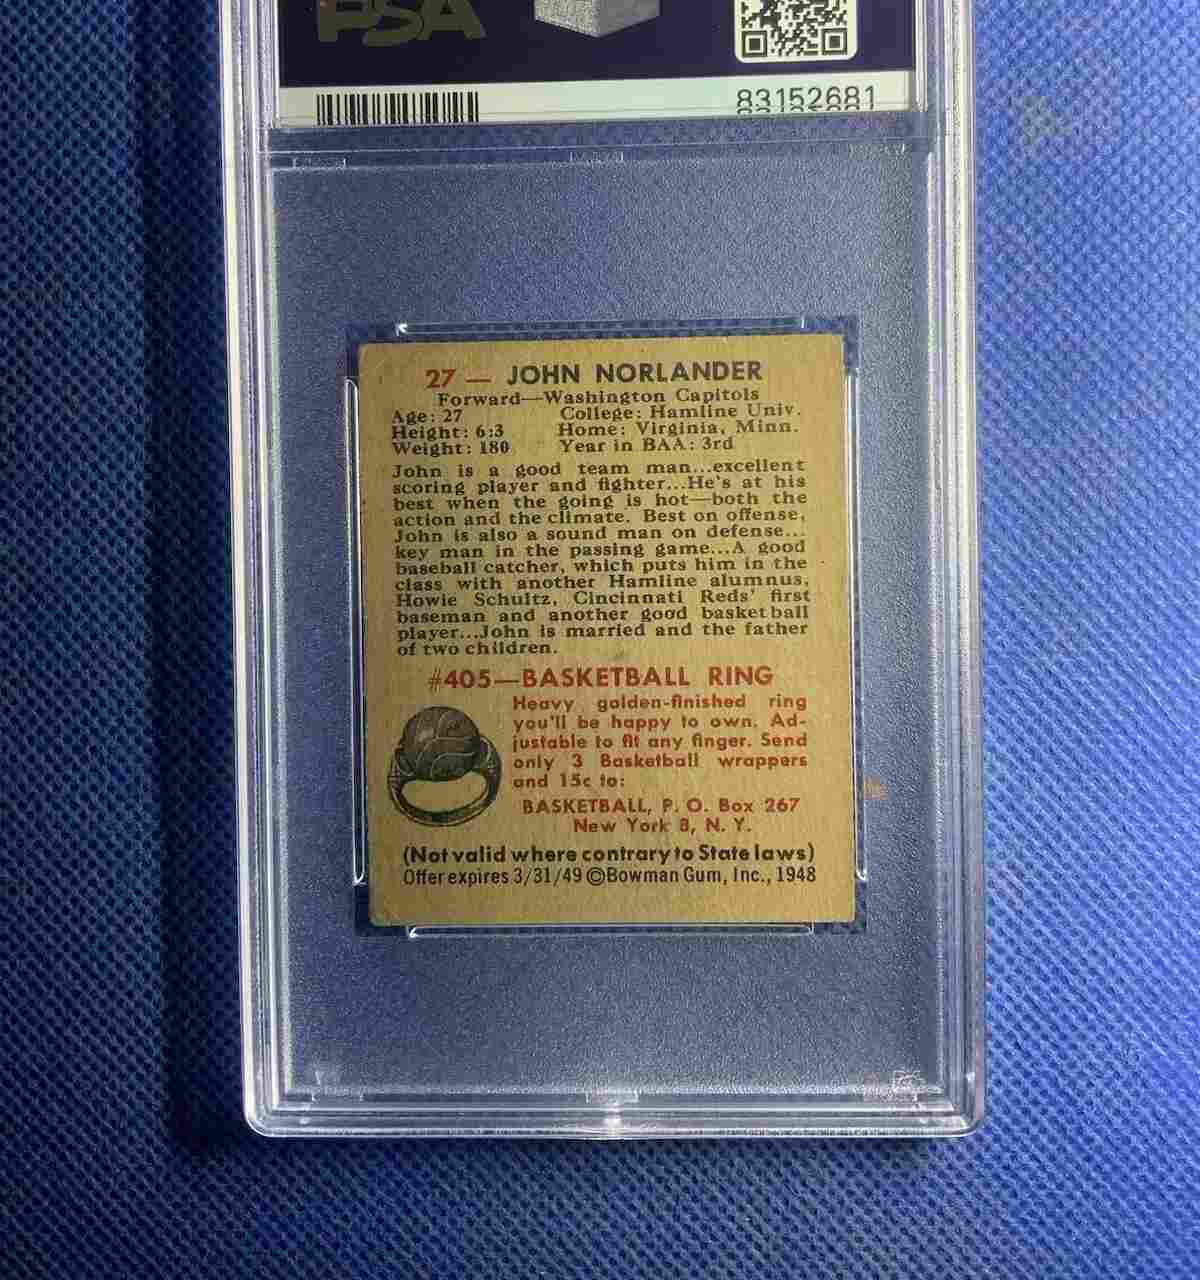 PSA
83152681
27 — JOHN NORLANDER
Forward—Washington Capitols
Age: 27 College: Hamline Univ.
Height: 6:3 Home: Virginia, Minn.
Weight: 180 Year in BAA: 3rd
John is a good team man...excellent
scoring player and fighter...He's at his
best when the going is hot—both the
action and the climate. Best on offense,
John is also a sound man on defense...
key man in the passing game...A good
baseball catcher, which puts him in the
class with another Hamline alumnus,
Howie Schultz, Cincinnati Reds' first
baseman and another good basketball
player...John is married and the father
of two children.
#405—BASKETBALL RING
Heavy golden-finished ring
you'll be happy to own. Ad-
justable to fit any finger. Send
only 3 Basketball wrappers
and 15c to:
BASKETBALL, P. O. Box 267
New York 8, N. Y.
(Not valid where contrary to State laws)
Offer expires 3/31/49 ©Bowman Gum, Inc., 1948